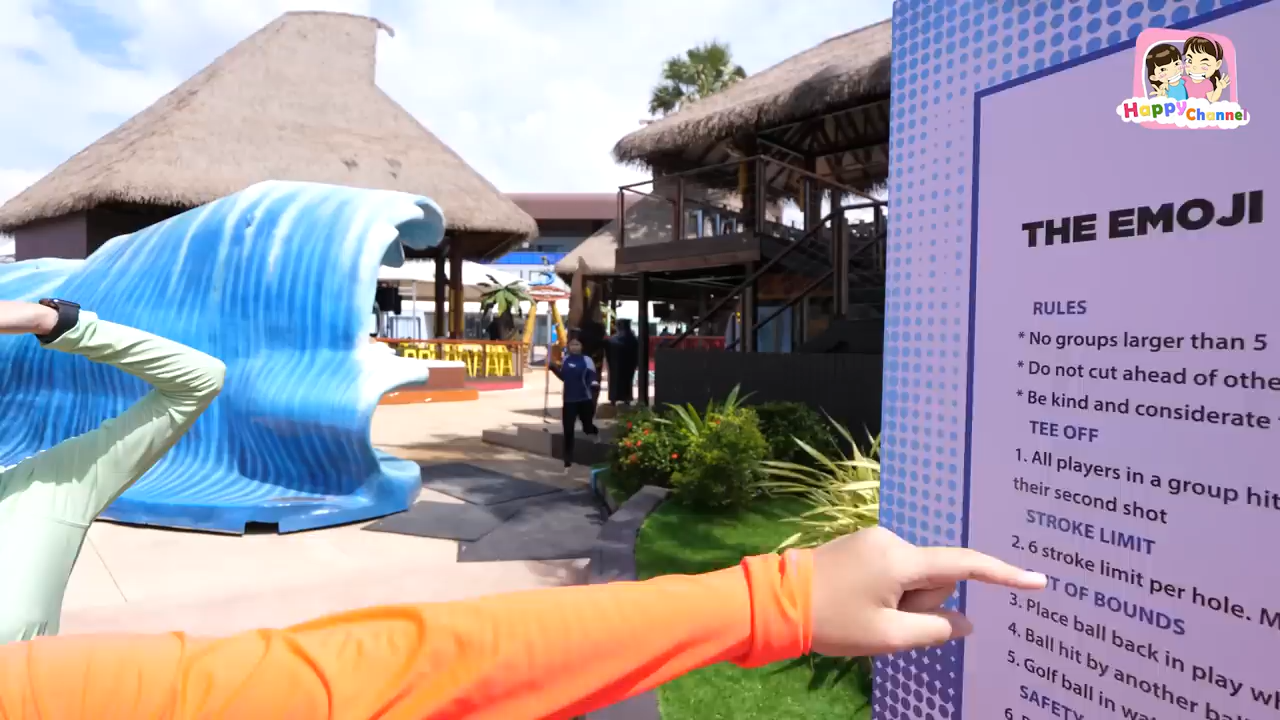 Happy Channel
THE EMOJI
RULES
* No groups larger than 5
* Do not cut ahead of othe
* Be kind and considerate
TEE OFF
1. All players in a group hit
their second shot
STROKE LIMIT
2. 6 stroke limit per hole. M
OUT OF BOUNDS
3. Place ball back in play wh
4. Ball hit by another ba
5. Golf ball in wa
SAFETY
6.